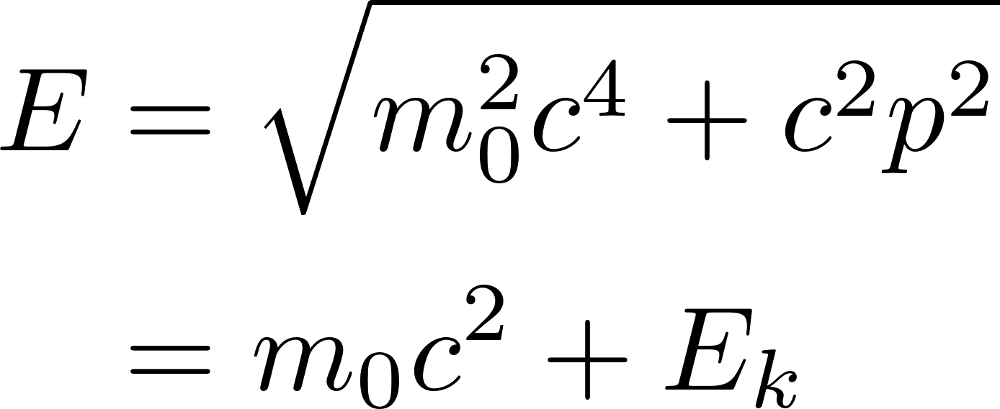 E = √(m₀²c⁴ + c²p²)
= m₀c² + Eₖ